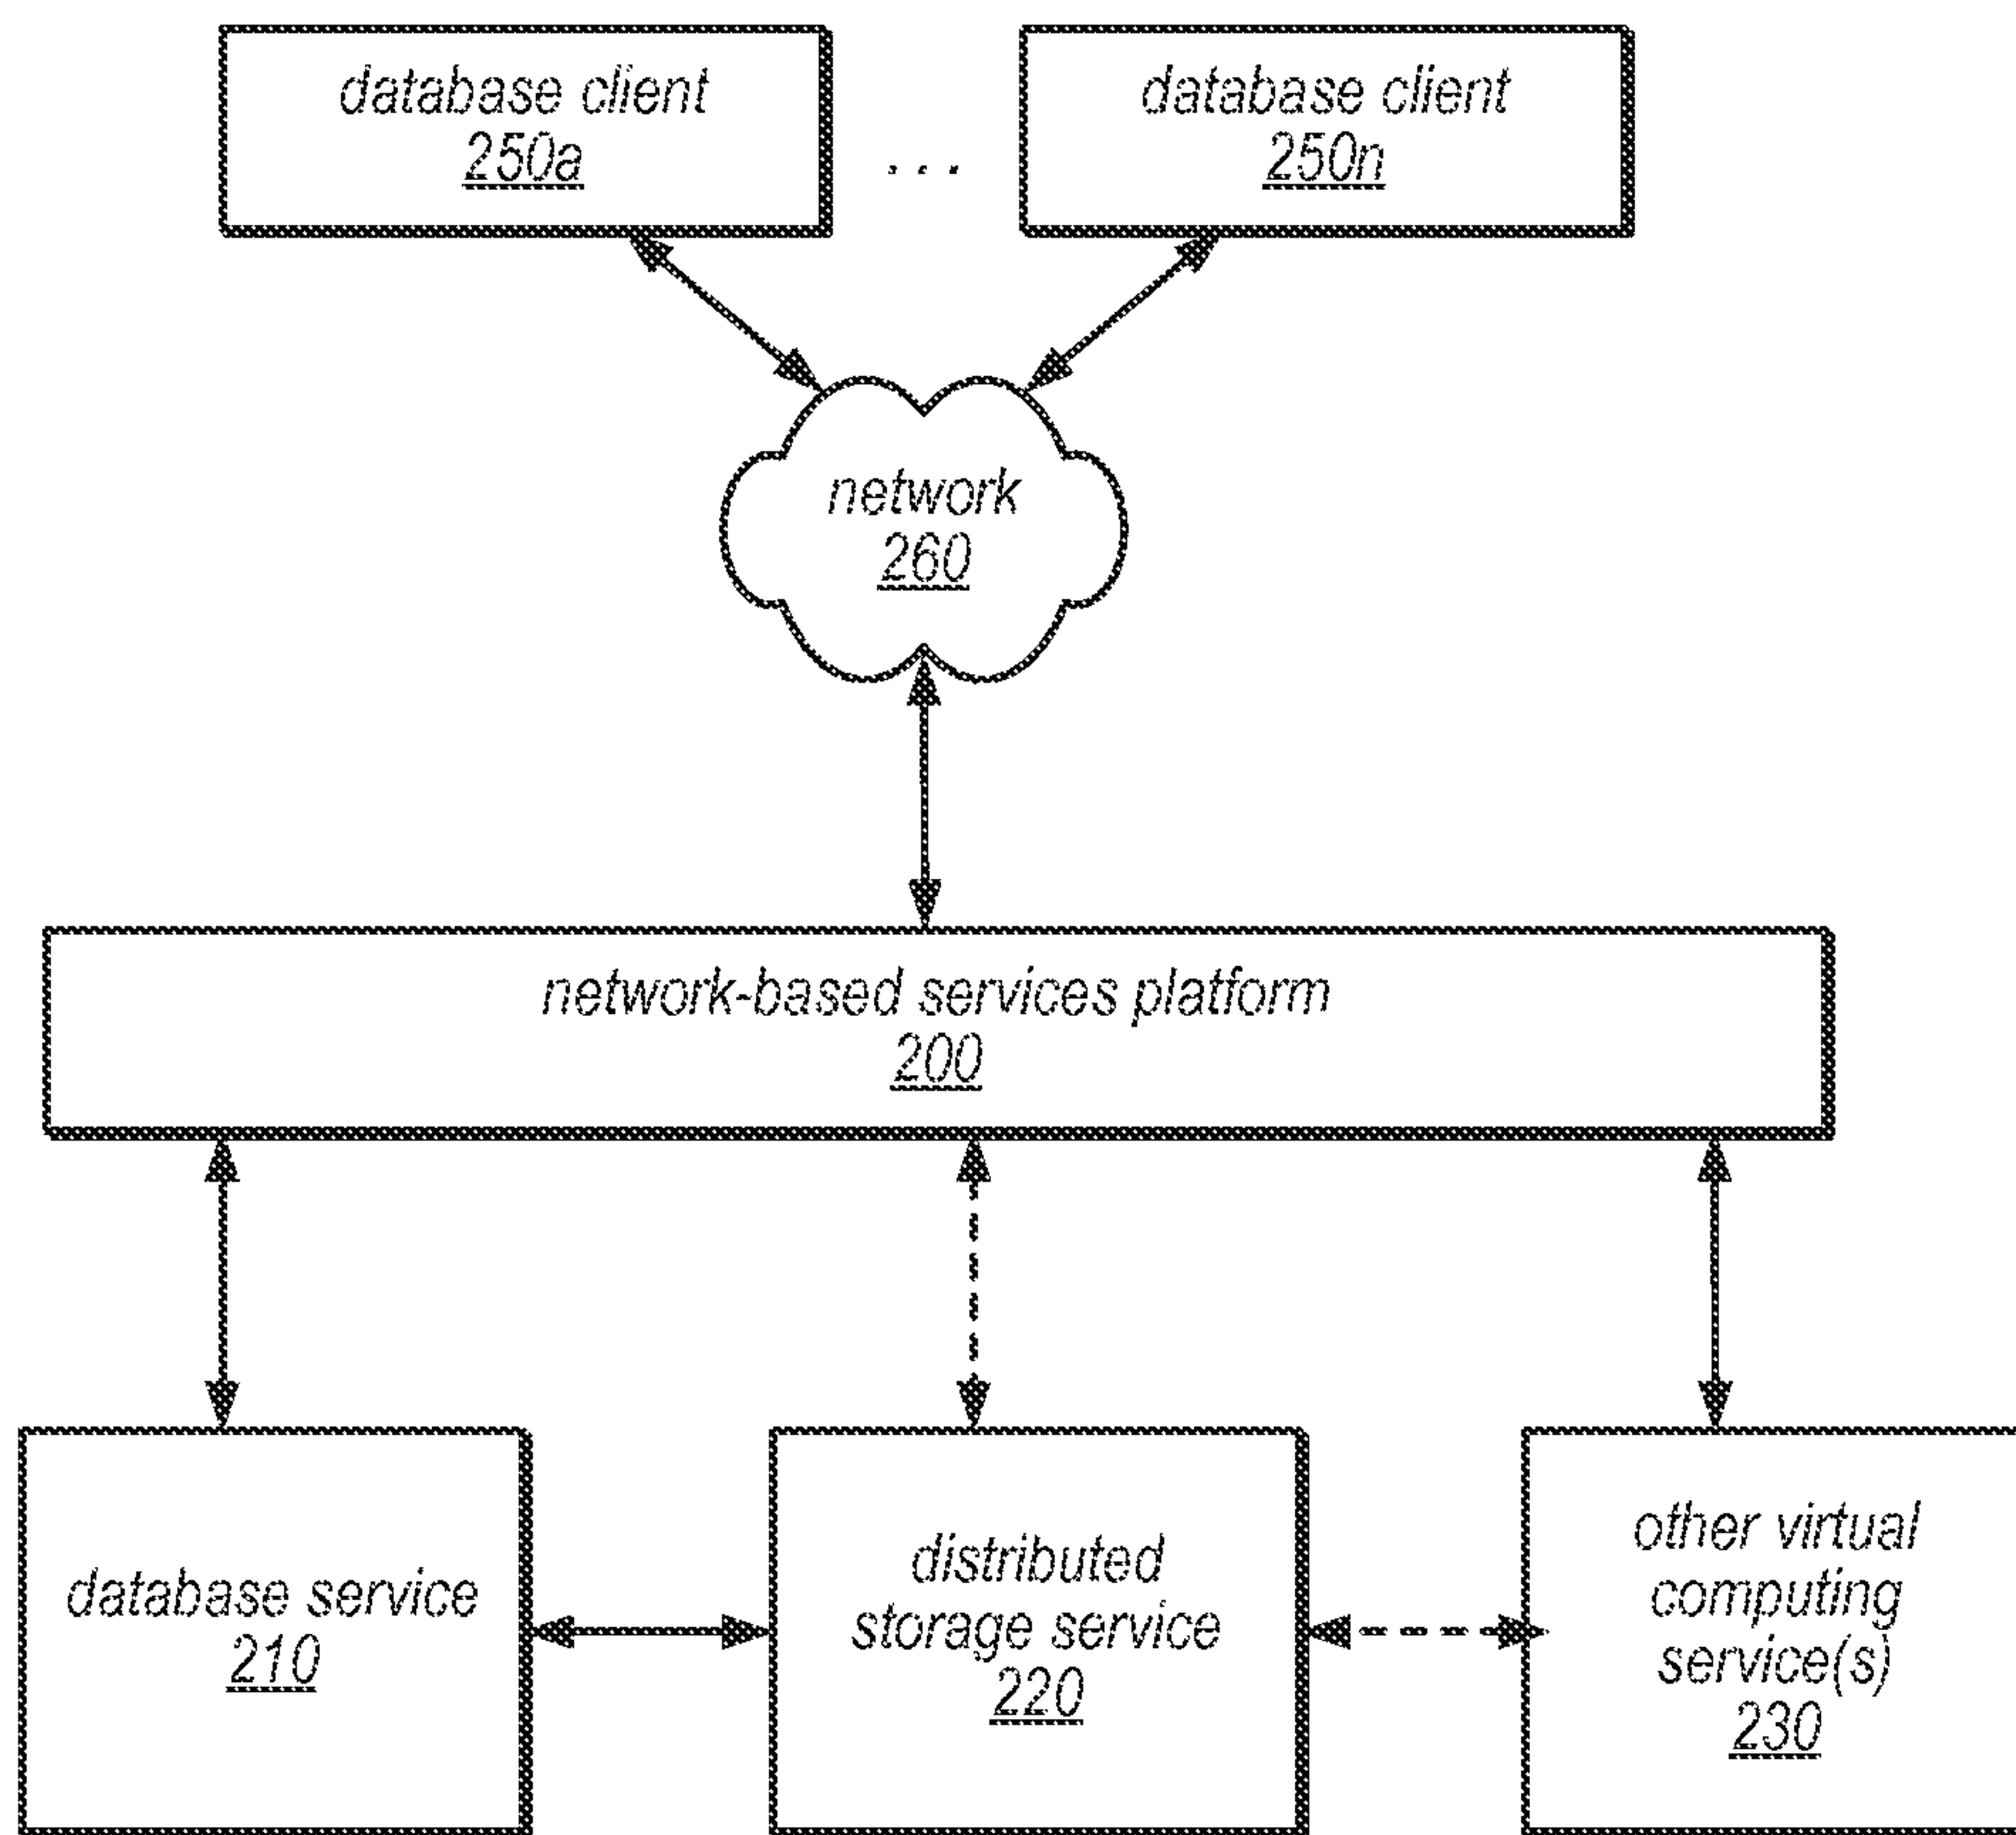 database client
250a
. . .
database client
250n
network
260
network-based services platform
200
database service
210
distributed
storage service
220
other virtual
computing
service(s)
230